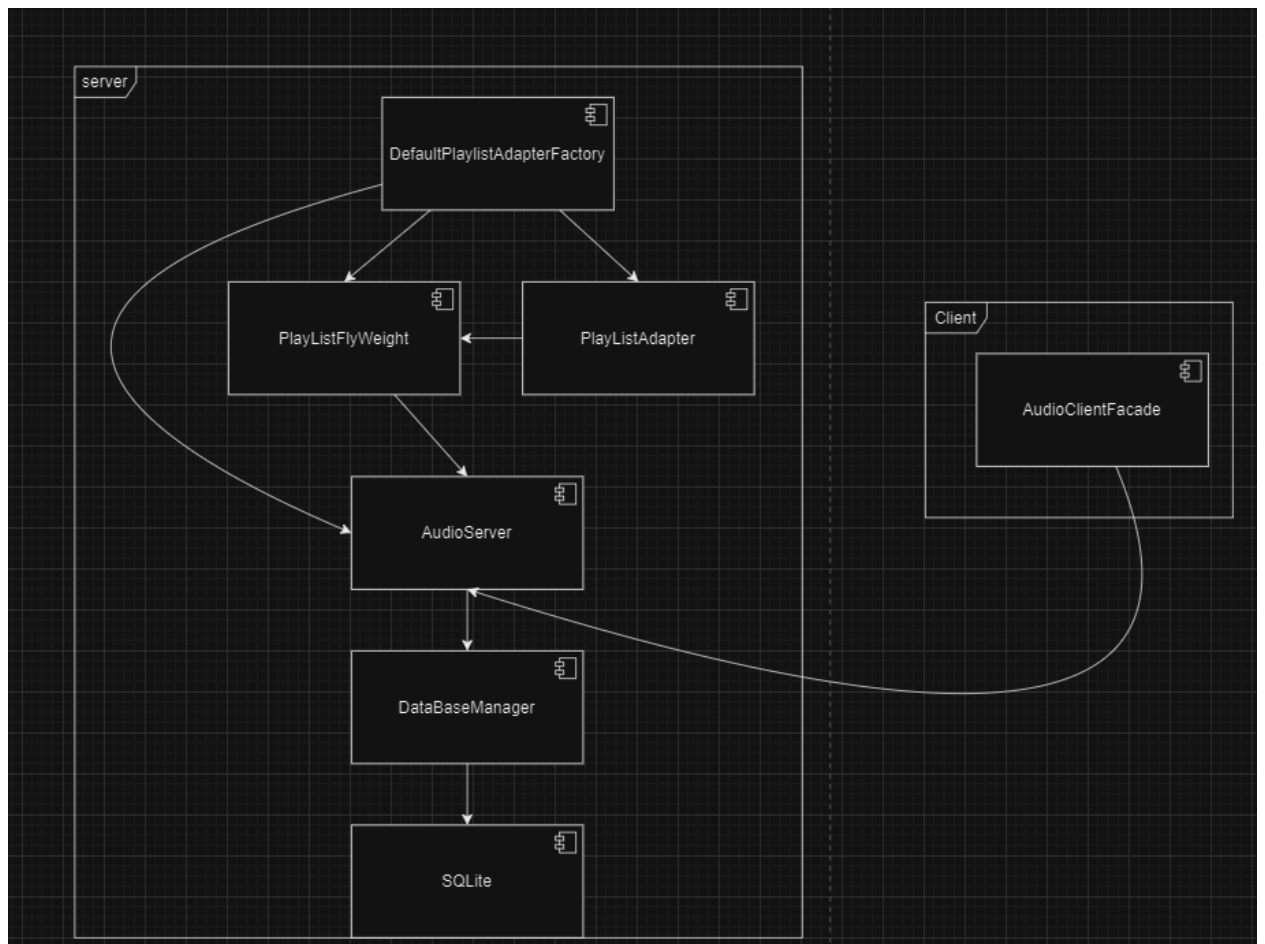 server
DefaultPlaylistAdapterFactory
PlayListFlyWeight
PlayListAdapter
Client
AudioClientFacade
AudioServer
DataBaseManager
SQLite